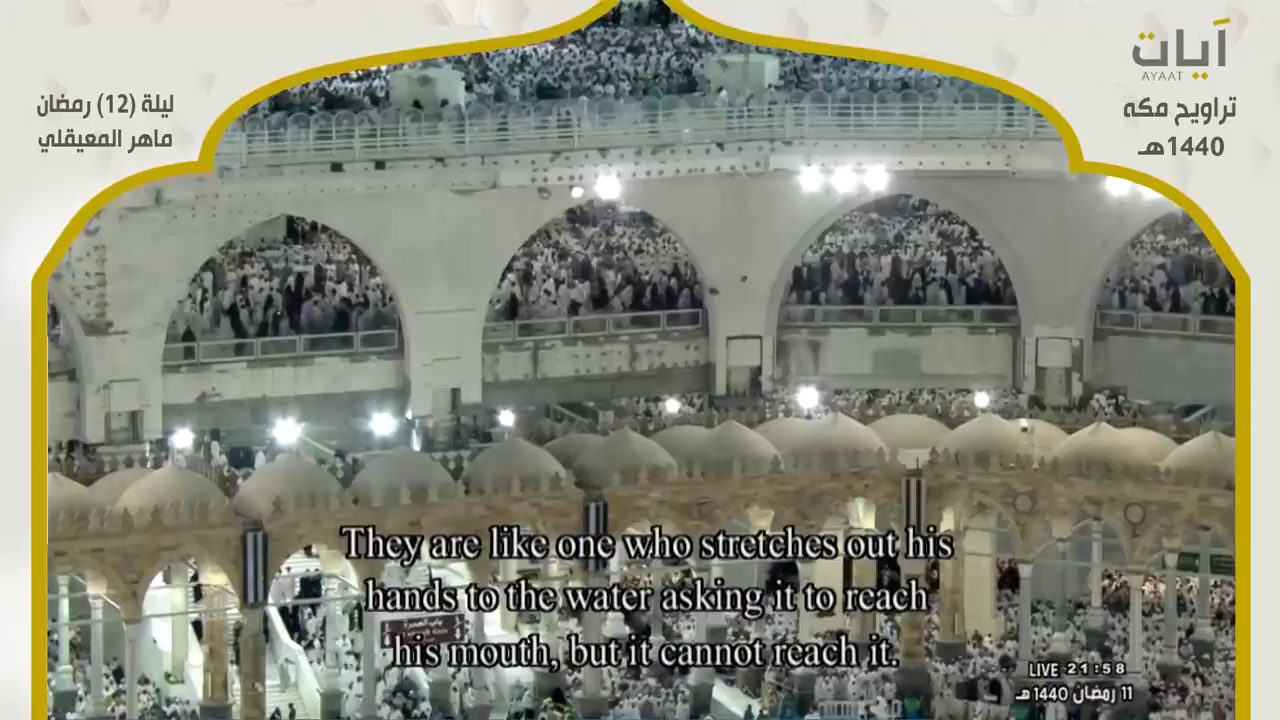 آيات
AYAAT
تراويح مكه
1440هـ
ليلة (12) رمضان
ماهر المعيقلي
They are like one who stretches out his
hands to the water asking it to reach
his mouth, but it cannot reach it.
LIVE 21:58
11 رمضان 1440هـ